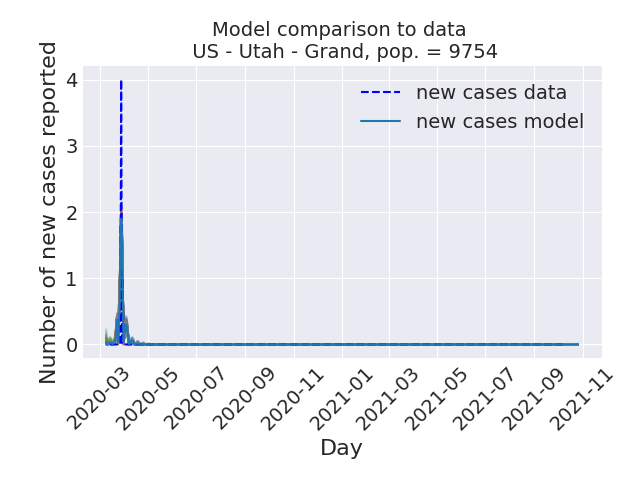 Model comparison to data
US - Utah - Grand, pop. = 9754
Number of new cases reported
4
3
2
1
0
new cases data
new cases model
2020-03
2020-05
2020-07
2020-09
2020-11
2021-01
2021-03
2021-05
2021-07
2021-09
2021-11
Day